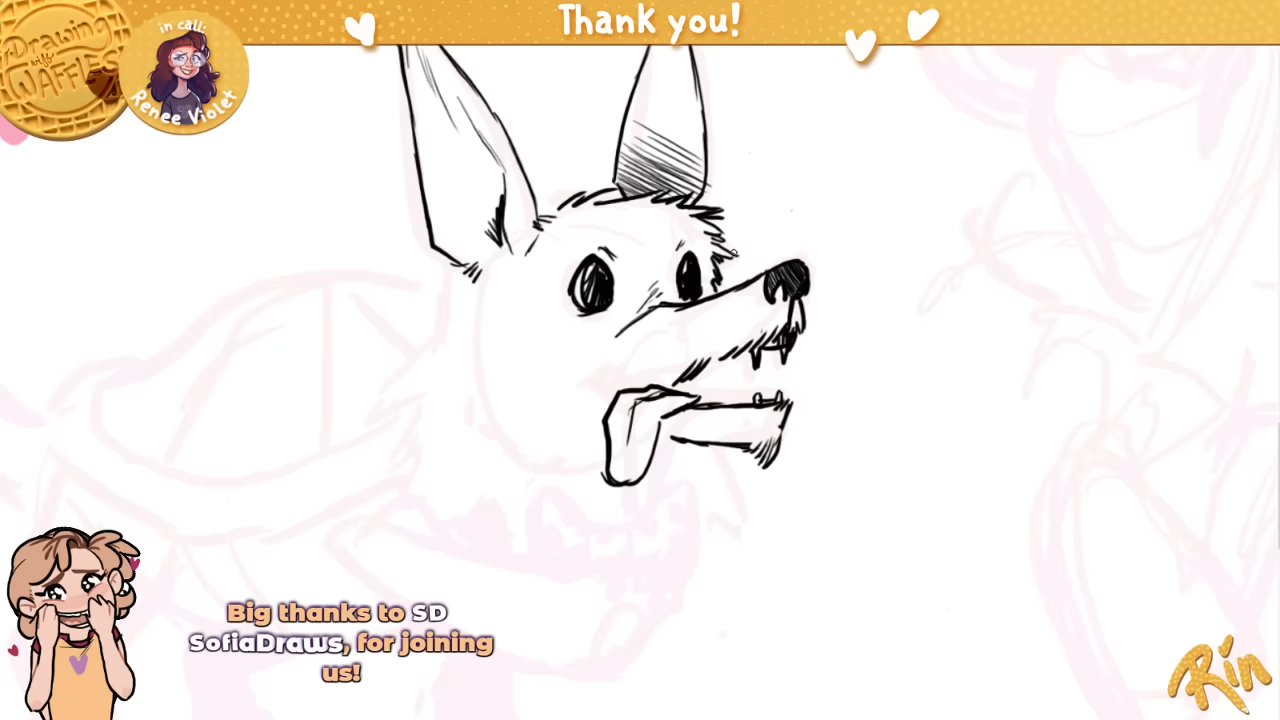 Thank you!
in call:
Drawing
with
WAFFLES
Renee Violet
Big thanks to SD
SofiaDraws, for joining
us!
Rin